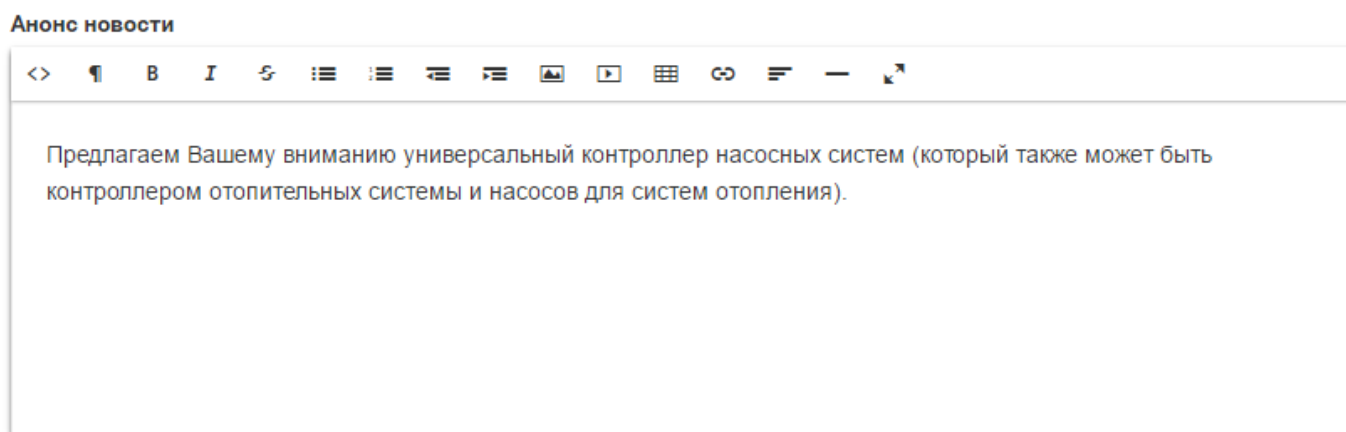 Анонс новости
<> ¶ B I S
Предлагаем Вашему вниманию универсальный контроллер насосных систем (который также может быть
контроллером отопительных системы и насосов для систем отопления).